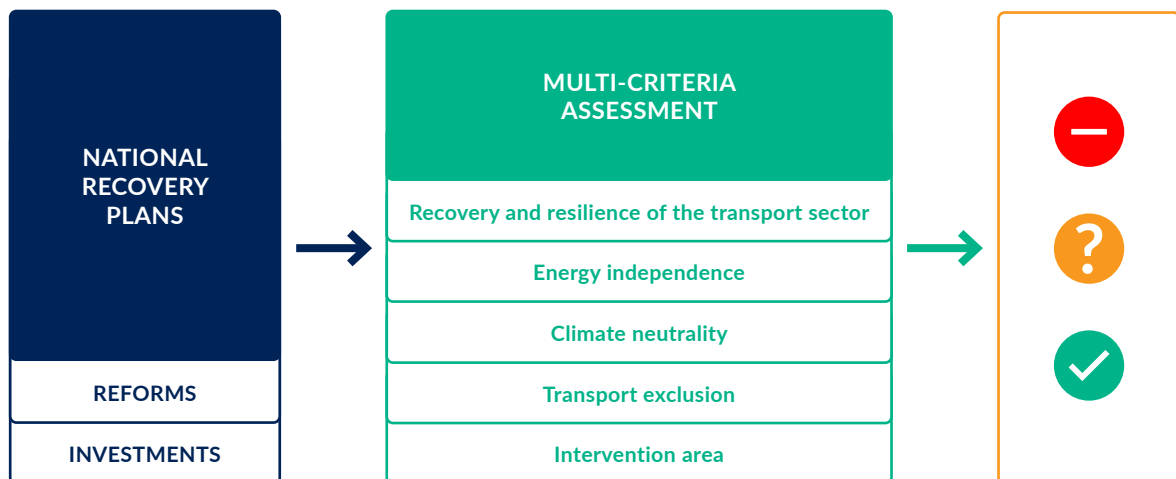 NATIONAL
RECOVERY
PLANS
REFORMS
INVESTMENTS
MULTI-CRITERIA
ASSESSMENT
Recovery and resilience of the transport sector
Energy independence
Climate neutrality
Transport exclusion
Intervention area
?